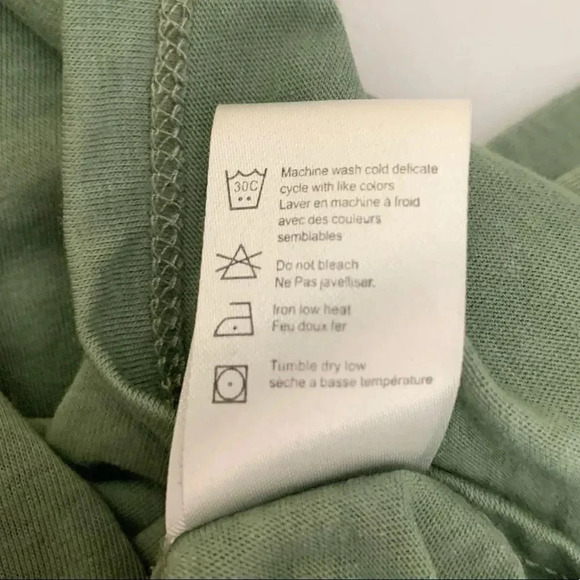 30C
Machine wash cold delicate
cycle with like colors
Laver en machine à froid
avec des couleurs
semblables
Do not bleach
Ne Pas javelliser.
Iron low heat
Feu doux fer
Tumble dry low
sèche a basse température